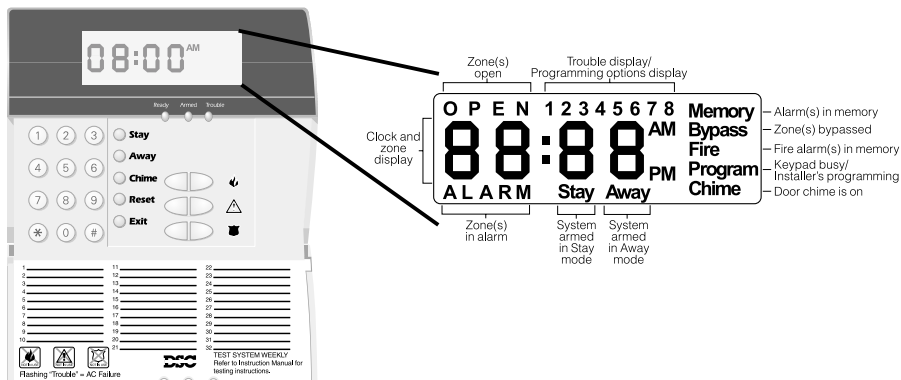 08:00 AM
Ready Armed Trouble
1 2 3
4 5 6
7 8 9
* 0 #
Stay
Away
Chime
Reset
Exit
1 11 22
2 12 23
3 13 24
4 14 25
5 15 26
6 16 27
7 17 28
8 18 29
9 19 30
10 20 31
21 32
DSC
TEST SYSTEM WEEKLY
Refer to Instruction Manual for
testing instructions.
Flashing "Trouble" = AC Failure
Zone(s)
open
Trouble display/
Programming options display
Clock and
zone
display
OPEN 1 2 3 4 5 6 7 8
88:88 AM PM
ALARM Stay Away
Memory
Bypass
Fire
Program
Chime
Alarm(s) in memory
Zone(s) bypassed
Fire alarm(s) in memory
Keypad busy/
Installer's programming
Door chime is on
Zone(s)
in alarm
System
armed
in Stay
mode
System
armed
in Away
mode